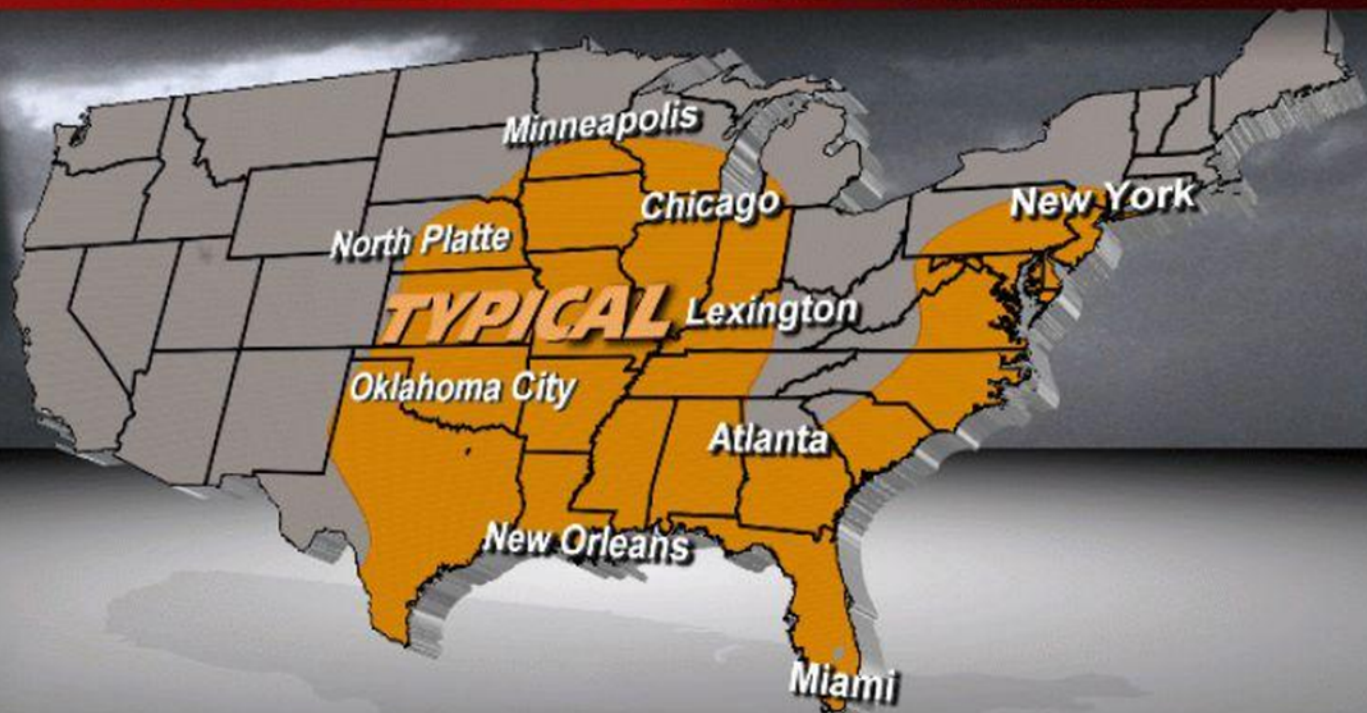 Minneapolis
Chicago
New York
North Platte
TYPICAL
Lexington
Oklahoma City
Atlanta
New Orleans
Miami